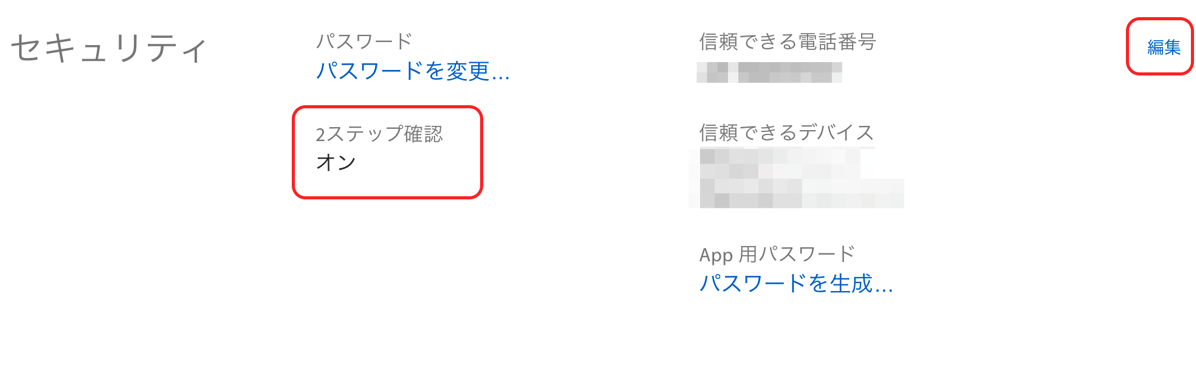 セキュリティ
パスワード
パスワードを変更...
2ステップ確認
オン
信頼できる電話番号
信頼できるデバイス
App 用パスワード
パスワードを生成...
編集